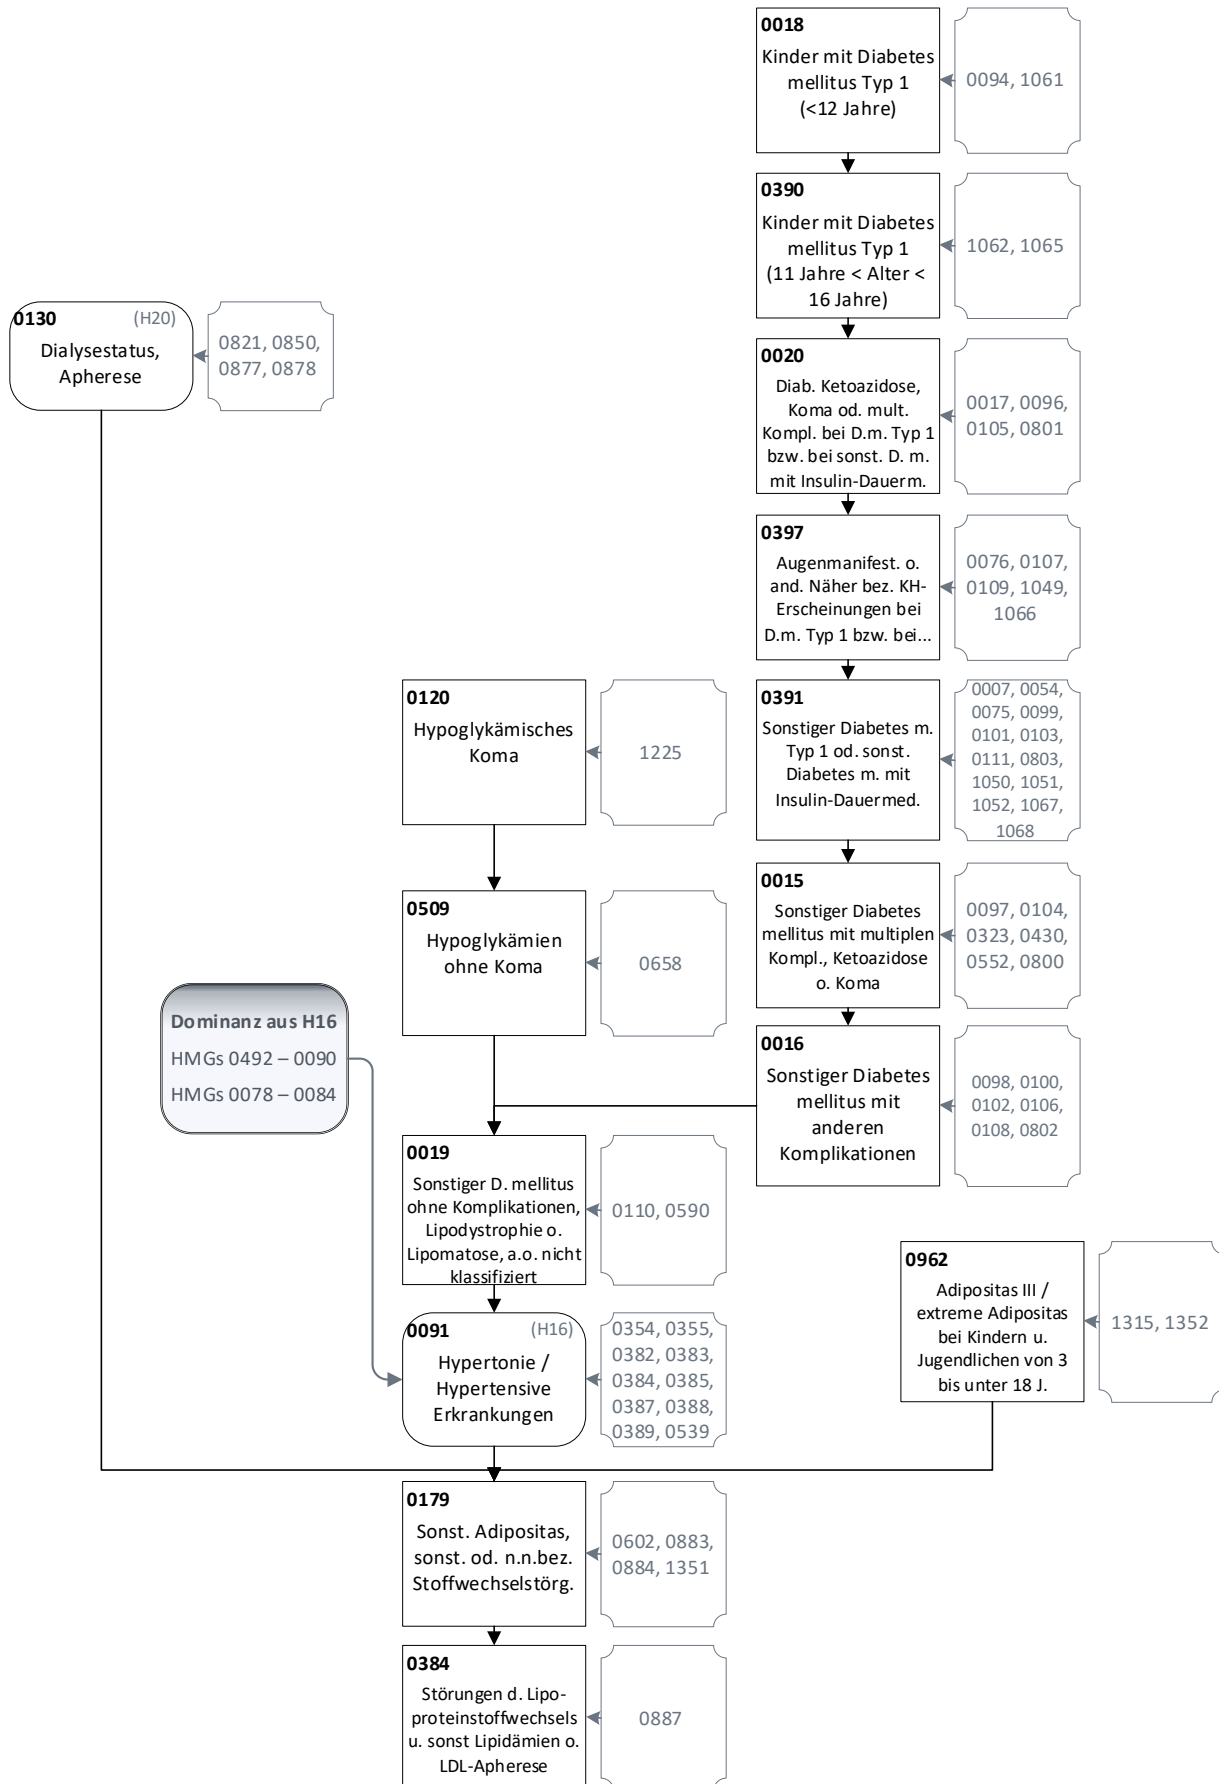 0018
Kinder mit Diabetes
mellitus Typ 1
(<12 Jahre)
0094, 1061
0390
Kinder mit Diabetes
mellitus Typ 1
(11 Jahre < Alter <
16 Jahre)
1062, 1065
0130
(H20)
Dialysestatus,
Apherese
0821, 0850,
0877, 0878
0020
Diab. Ketoazidose,
Koma od. mult.
Kompl. bei D.m. Typ 1
bzw. bei sonst. D. m.
mit Insulin-Dauerm.
0017, 0096,
0105, 0801
0397
Augenmanifest. o.
and. Näher bez. KH-
Erscheinungen bei
D.m. Typ 1 bzw. bei...
0076, 0107,
0109, 1049,
1066
0120
Hypoglykämisches
Koma
1225
0391
Sonstiger Diabetes m.
Typ 1 od. sonst.
Diabetes m. mit
Insulin-Dauermed.
0007, 0054,
0075, 0099,
0101, 0103,
0111, 0803,
1050, 1051,
1052, 1067,
1068
0509
Hypoglykämien
ohne Koma
0658
0015
Sonstiger Diabetes
mellitus mit multiplen
Kompl., Ketoazidose
o. Koma
0097, 0104,
0323, 0430,
0552, 0800
Dominanz aus H16
HMGs 0492 – 0090
HMGs 0078 – 0084
0016
Sonstiger Diabetes
mellitus mit
anderen
Komplikationen
0098, 0100,
0102, 0106,
0108, 0802
0019
Sonstiger D. mellitus
ohne Komplikationen,
Lipodystrophie o.
Lipomatose, a.o. nicht
klassifiziert
0110, 0590
0962
Adipositas III /
extreme Adipositas
bei Kindern u.
Jugendlichen von 3
bis unter 18 J.
1315, 1352
0091
(H16)
Hypertonie /
Hypertensive
Erkrankungen
0354, 0355,
0382, 0383,
0384, 0385,
0387, 0388,
0389, 0539
0179
Sonst. Adipositas,
sonst. od. n.n.bez.
Stoffwechselstörg.
0602, 0883,
0884, 1351
0384
Störungen d. Lipo-
proteinstoffwechsels
u. sonst Lipidämien o.
LDL-Apherese
0887